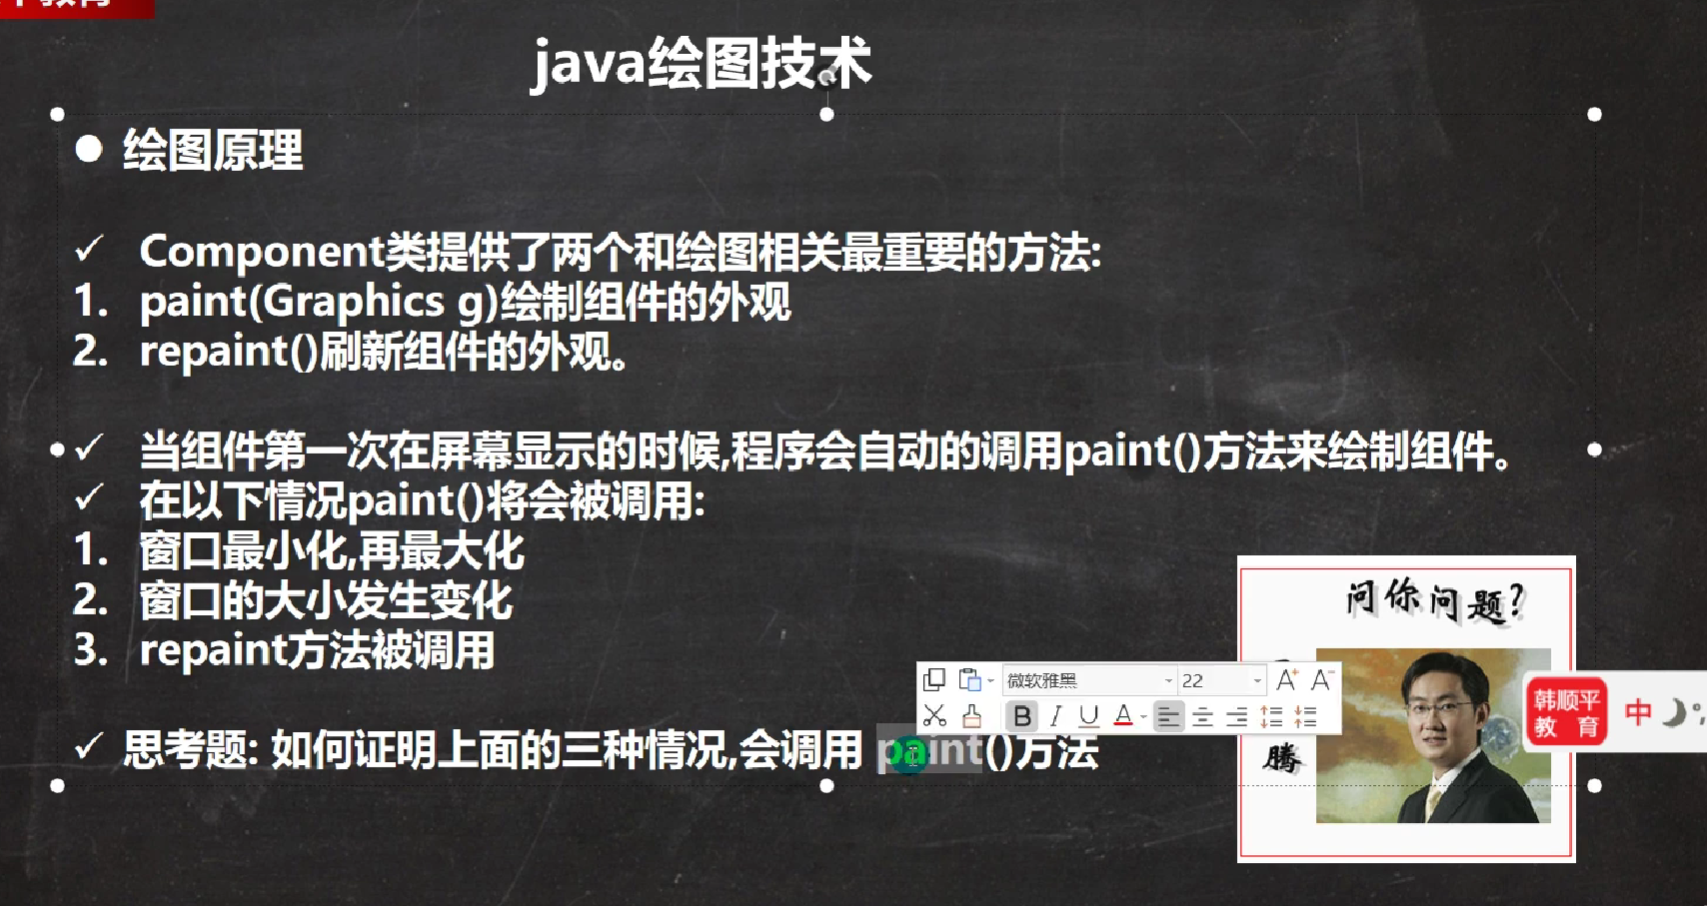 java绘图技术
绘图原理
Component类提供了两个和绘图相关最重要的方法:
1. paint(Graphics g)绘制组件的外观
2. repaint()刷新组件的外观。
当组件第一次在屏幕显示的时候,程序会自动的调用paint()方法来绘制组件。
在以下情况paint()将会被调用:
1. 窗口最小化,再最大化
2. 窗口的大小发生变化
3. repaint方法被调用
思考题: 如何证明上面的三种情况,会调用 paint()方法
问你问题?
腾
微软雅黑 22 A+ A-
B I U A
韩顺平
教 育
中